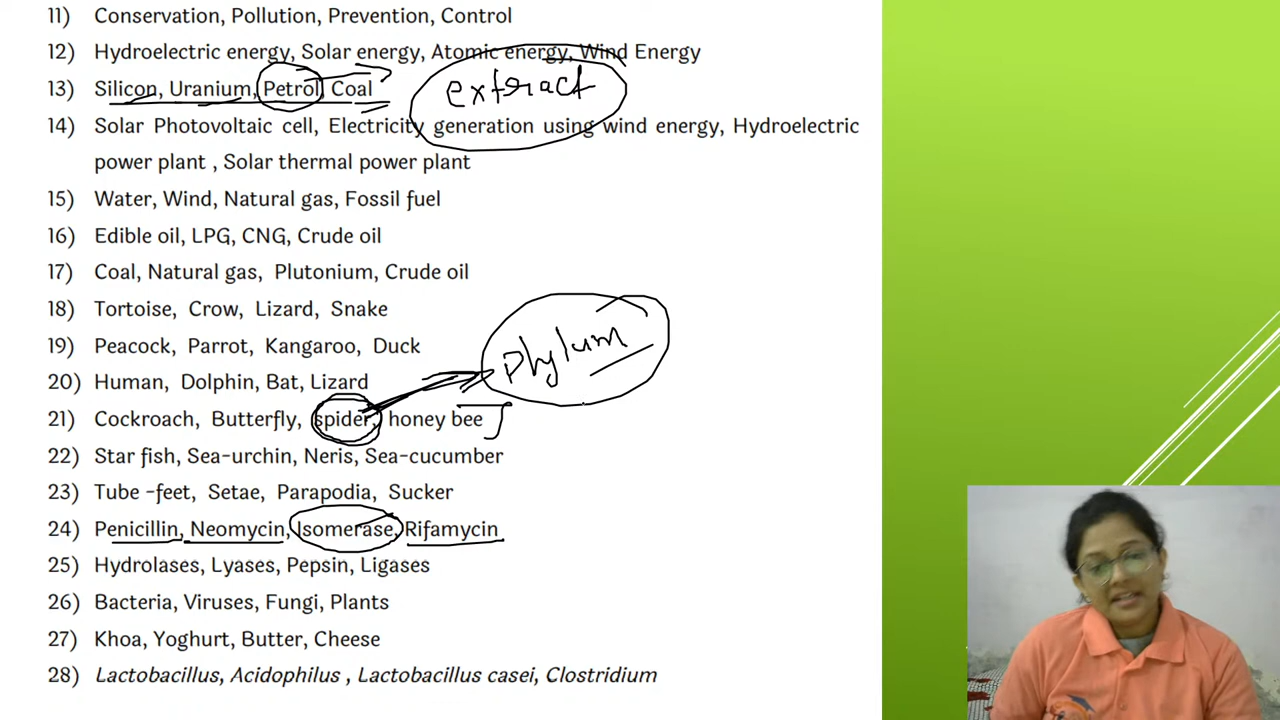 11) Conservation, Pollution, Prevention, Control
12) Hydroelectric energy, Solar energy, Atomic energy, Wind Energy
13) Silicon, Uranium, Petrol, Coal
extract
14) Solar Photovoltaic cell, Electricity generation using wind energy, Hydroelectric
power plant , Solar thermal power plant
15) Water, Wind, Natural gas, Fossil fuel
16) Edible oil, LPG, CNG, Crude oil
17) Coal, Natural gas, Plutonium, Crude oil
18) Tortoise, Crow, Lizard, Snake
19) Peacock, Parrot, Kangaroo, Duck
Phylum
20) Human, Dolphin, Bat, Lizard
21) Cockroach, Butterfly, spider, honey bee
22) Star fish, Sea-urchin, Neris, Sea-cucumber
23) Tube -feet, Setae, Parapodia, Sucker
24) Penicillin, Neomycin, Isomerase, Rifamycin
25) Hydrolases, Lyases, Pepsin, Ligases
26) Bacteria, Viruses, Fungi, Plants
27) Khoa, Yoghurt, Butter, Cheese
28) Lactobacillus, Acidophilus , Lactobacillus casei, Clostridium